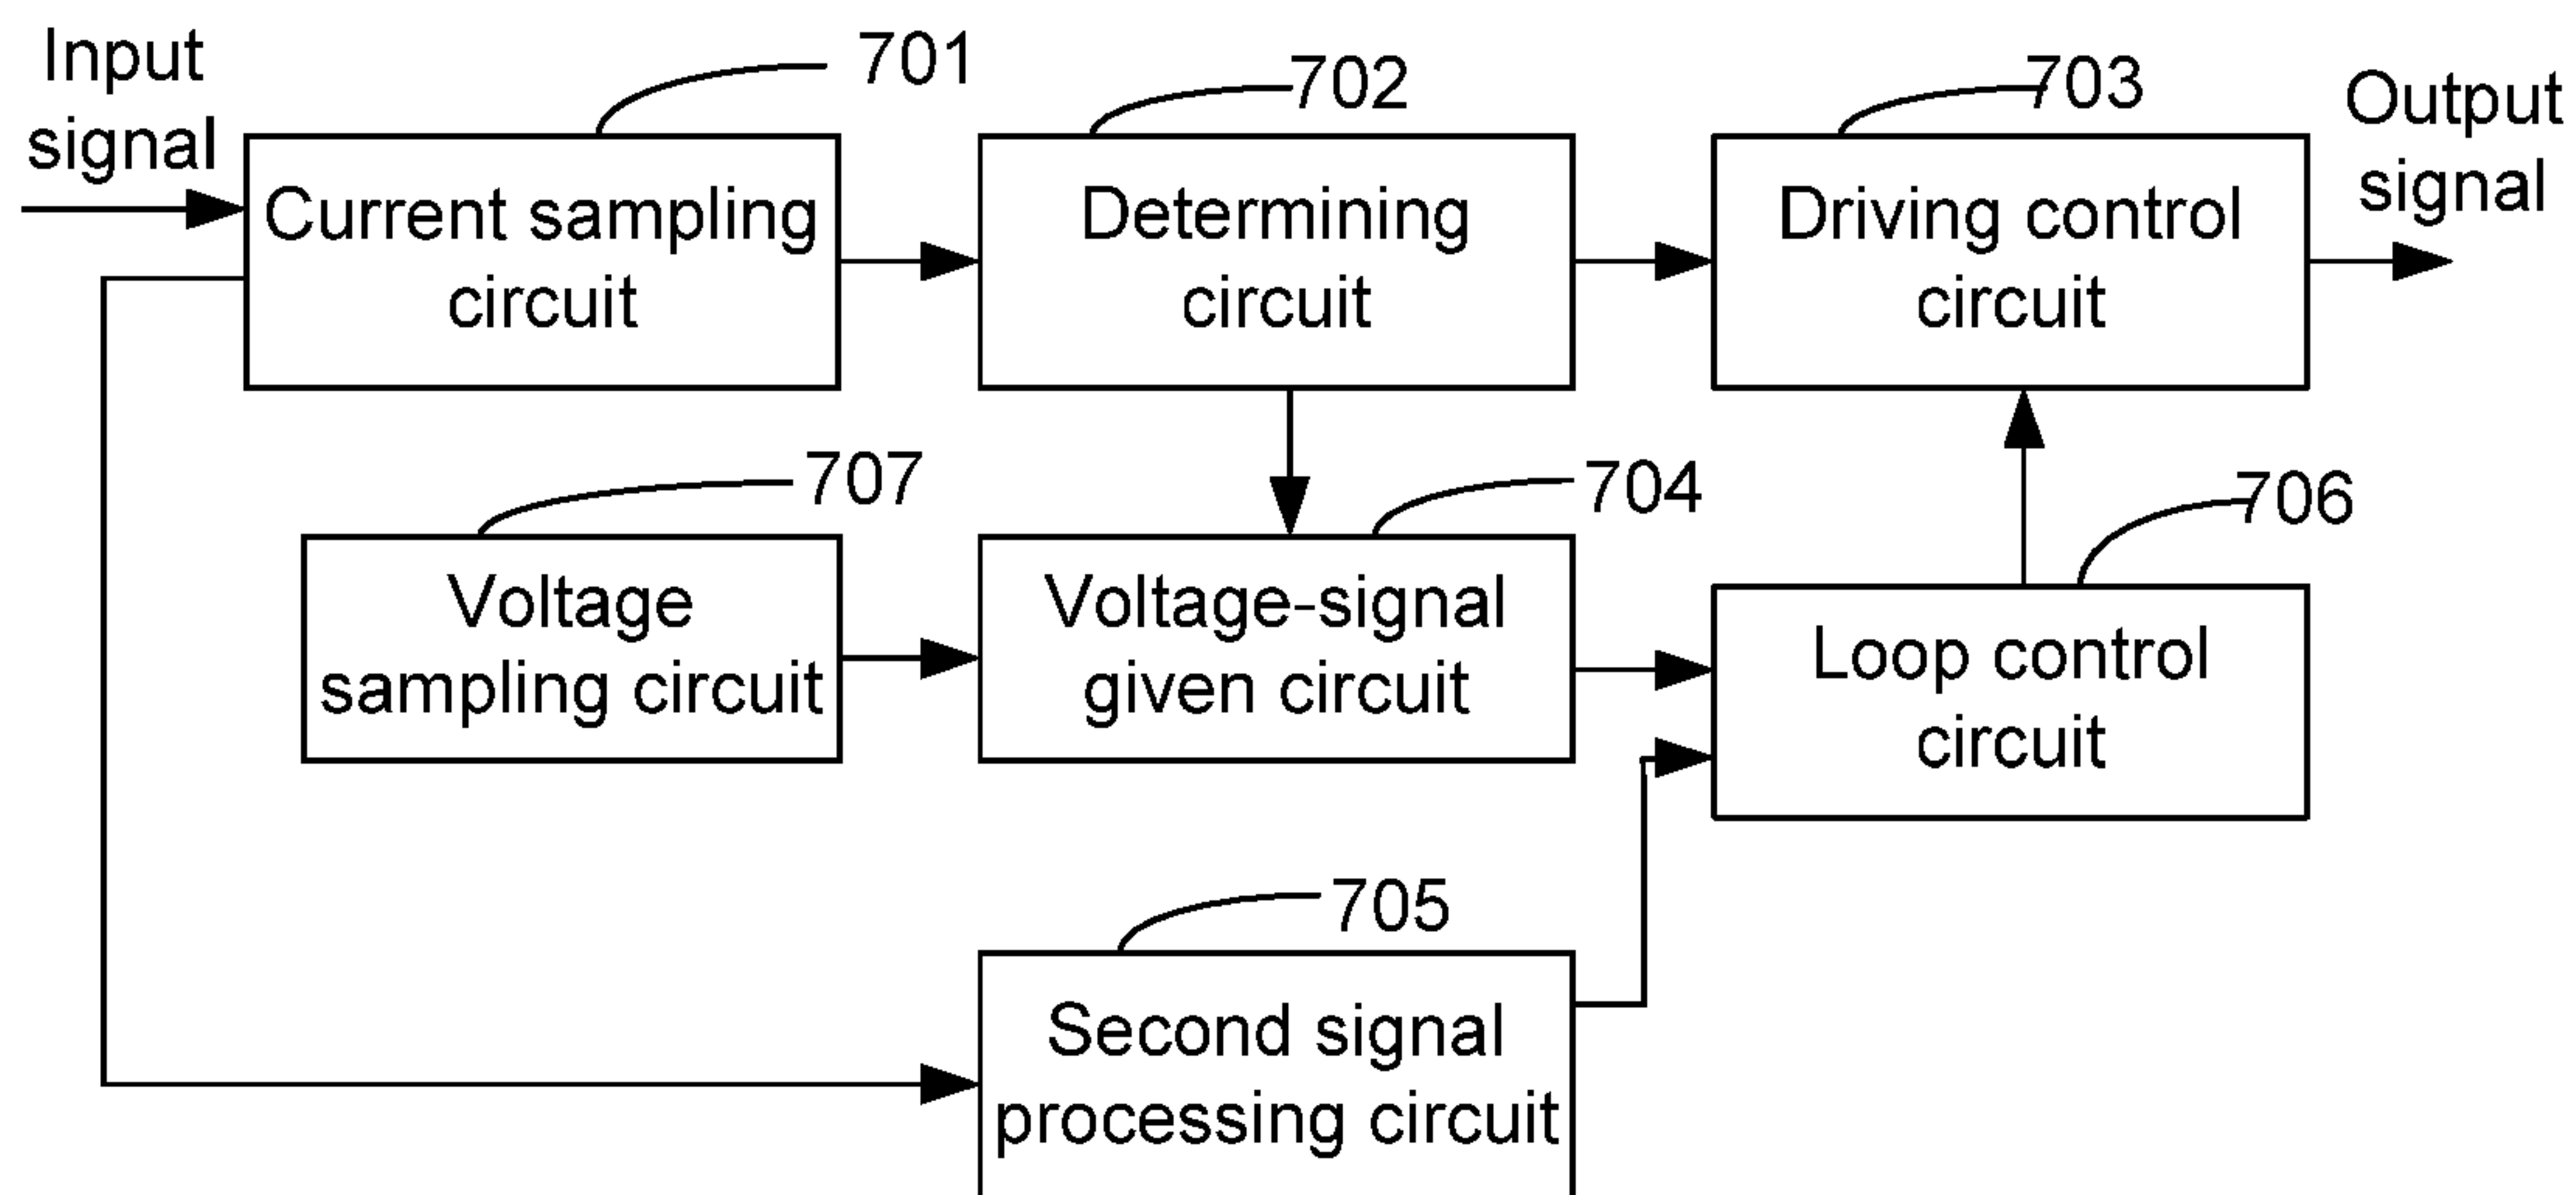 Input
signal
701
702
703
Output
signal
Current sampling
circuit
Determining
circuit
Driving control
circuit
707
704
706
Voltage
sampling circuit
Voltage-signal
given circuit
Loop control
circuit
705
Second signal
processing circuit